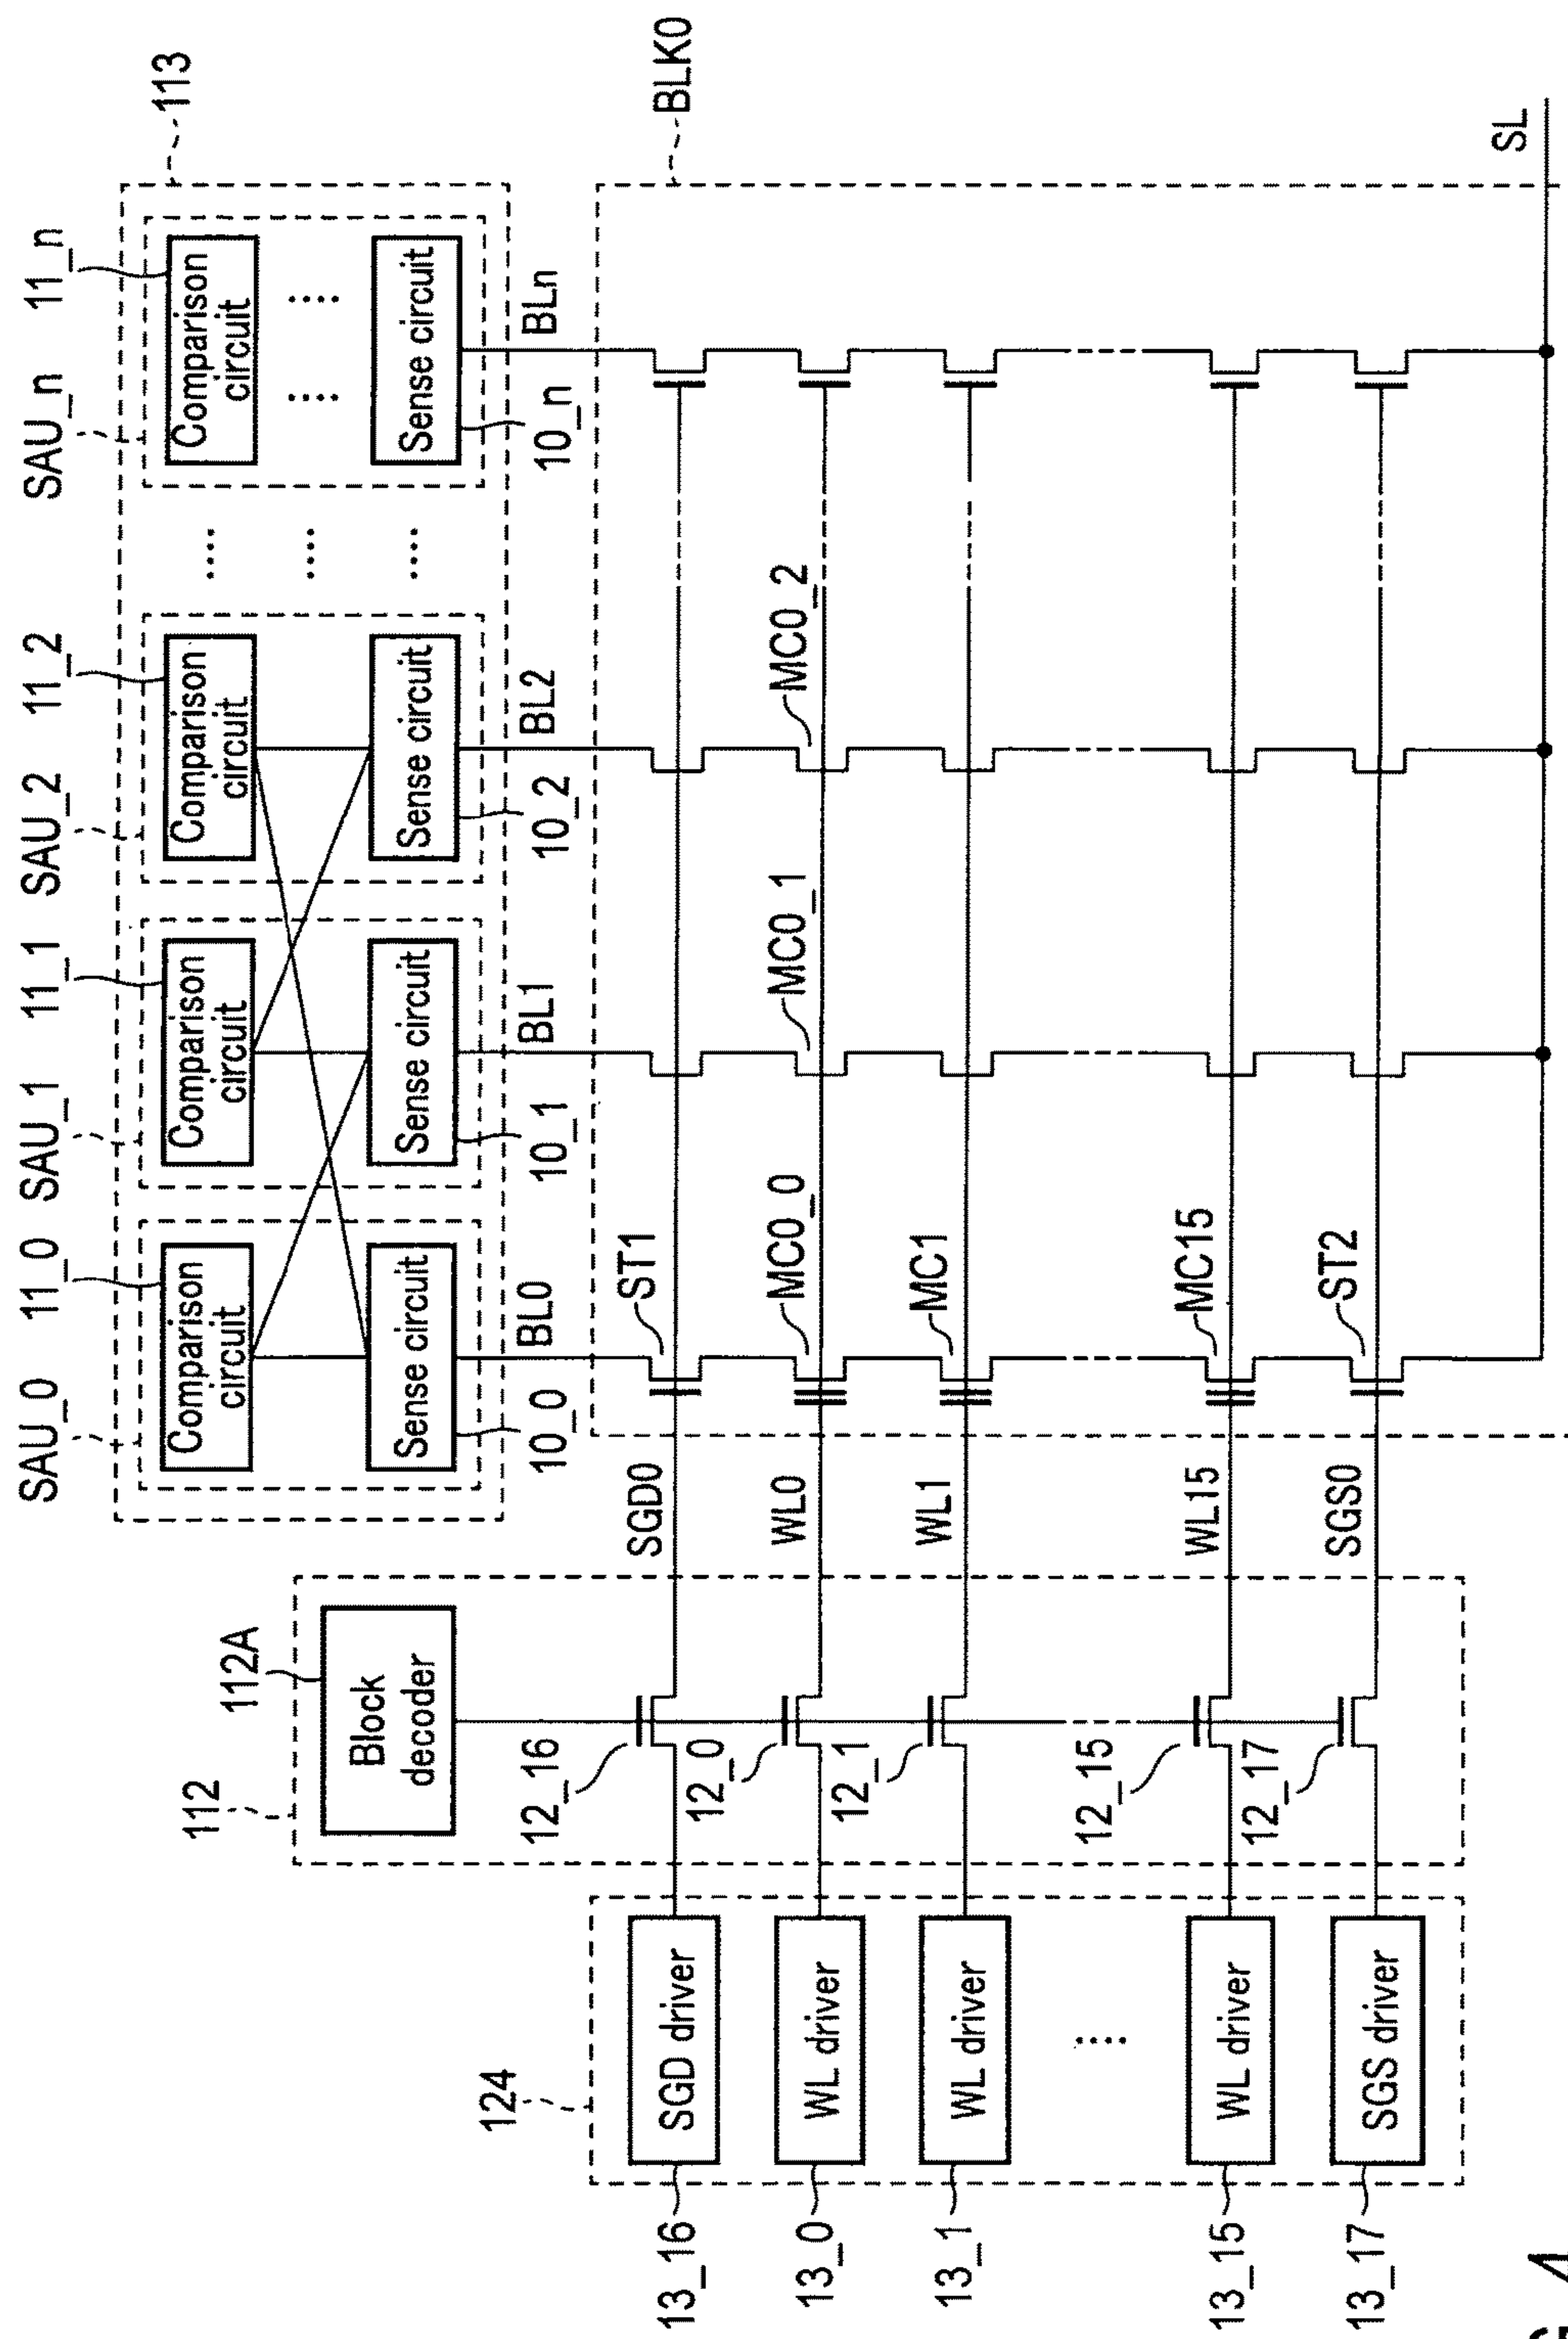 SAU_0
11_0
SAU_1
11_1
SAU_2
11_2
SAU_n
11_n
113
Comparison
circuit
Comparison
circuit
Comparison
circuit
Comparison
circuit
112
112A
Block
decoder
Sense circuit
Sense circuit
Sense circuit
Sense circuit
10_0
BL0
10_1
BL1
10_2
BL2
10_n
BLn
124
12_16
SGD0
ST1
BLK0
13_16
SGD driver
12_0
WL0
MC0_0
MC0_1
MC0_2
13_0
WL driver
12_1
WL1
MC1
13_1
WL driver
12_15
WL15
MC15
13_15
WL driver
12_17
SGS0
ST2
13_17
SGS driver
SL